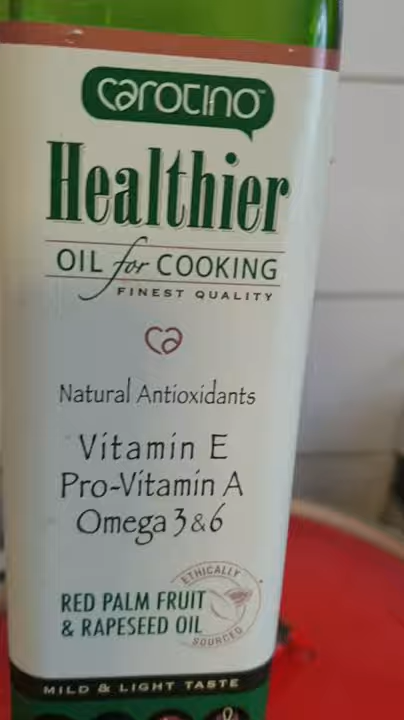 carotino™
Healthier
OIL for COOKING
FINEST QUALITY
Natural Antioxidants
Vitamin E
Pro-Vitamin A
Omega 3 & 6
ETHICALLY
SOURCED
RED PALM FRUIT
& RAPESEED OIL
MILD & LIGHT TASTE